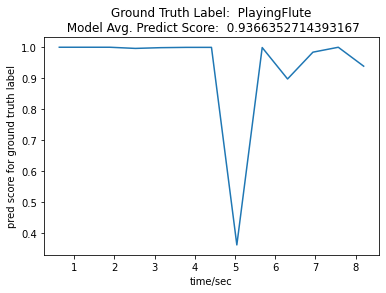 Ground Truth Label:  PlayingFlute
Model Avg. Predict Score:  0.9366352714393167
pred score for ground truth label
1.0
0.9
0.8
0.7
0.6
0.5
0.4
1 2 3 4 5 6 7 8
time/sec